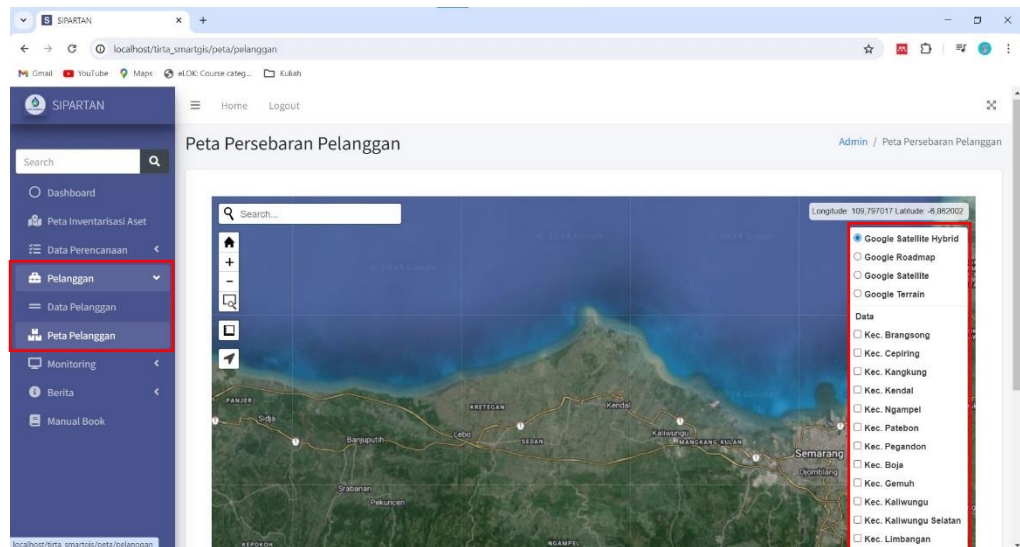 S SIPARTAN
localhost/tirta_smartgis/peta/pelanggan
Gmail YouTube Maps eLOK: Course categ... Kuliah
SIPARTAN
Home Logout
Peta Persebaran Pelanggan
Admin / Peta Persebaran Pelanggan
Search
Dashboard
Peta Inventarisasi Aset
Data Perencanaan
Pelanggan
Data Pelanggan
Peta Pelanggan
Monitoring
Berita
Manual Book
Search...
Longitude: 109,797017 Latitude: -6,862002
Google Satellite Hybrid
Google Roadmap
Google Satellite
Google Terrain
Data
Kec. Brangsong
Kec. Cepiring
Kec. Kangkung
Kec. Kendal
Kec. Ngampel
Kec. Patebon
Kec. Pegandon
Kec. Boja
Kec. Gemuh
Kec. Kaliwungu
Kec. Kaliwungu Selatan
Kec. Limbangan
PANJER
Sidja
Banjuputih
KRETEGAN
Lebo
SEDAN
Kendal
Kaliwungu
MANGKANG KULAN
Semarang
Djomblang
Srabanan
Pekuncen
KEPOKOH
NGAMPEL
localhost/tirta_smartgis/peta/pelanggan